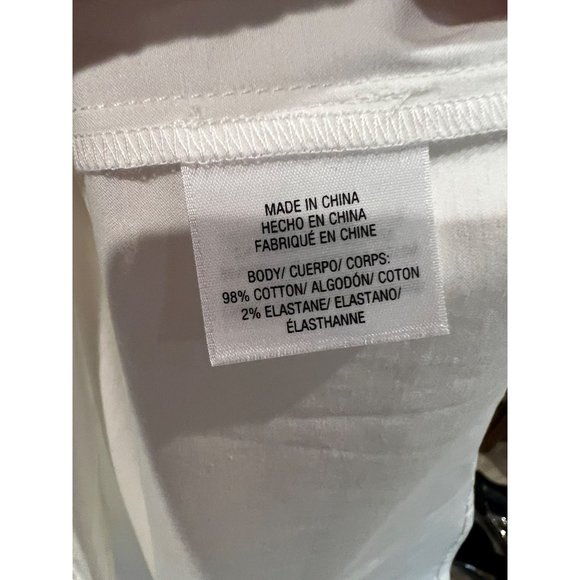 MADE IN CHINA
HECHO EN CHINA
FABRIQUÉ EN CHINE
BODY/ CUERPO/ CORPS:
98% COTTON/ ALGODÓN/ COTON
2% ELASTANE/ ELASTANO/
ÉLASTHANNE